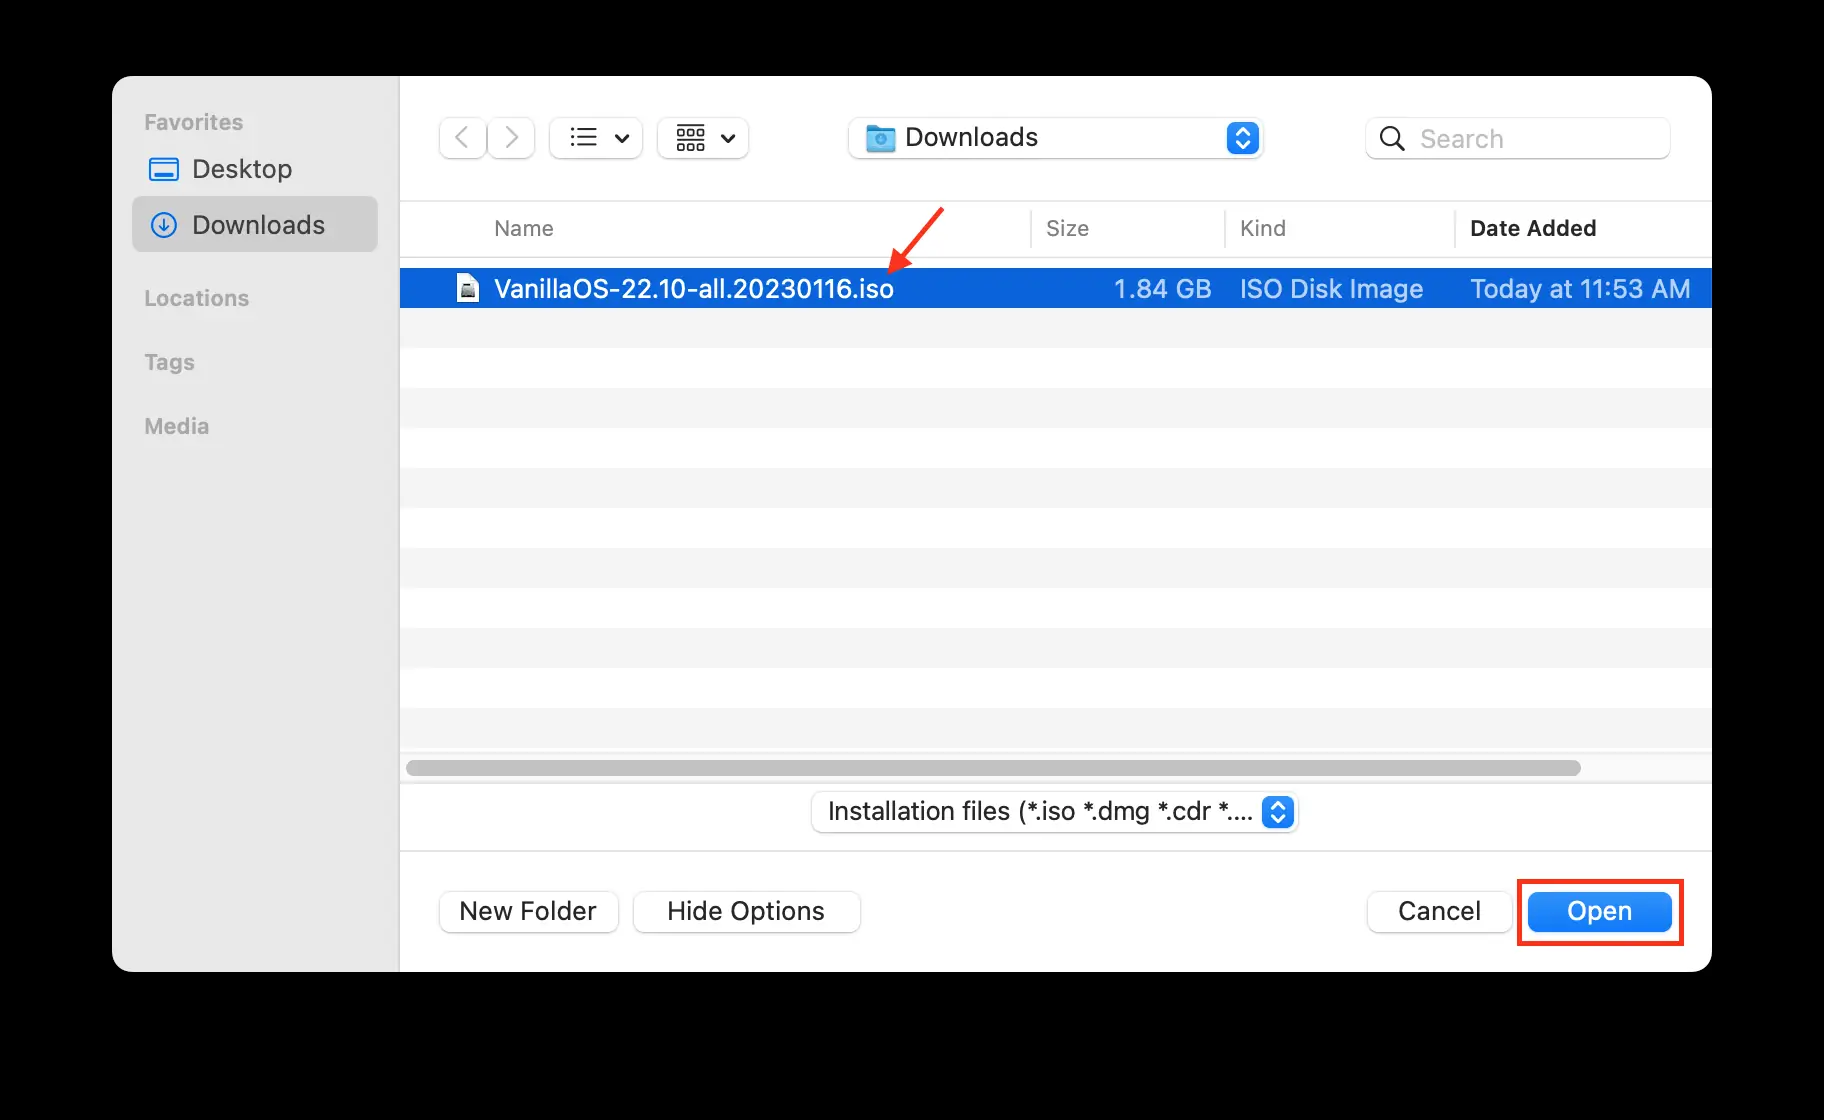 Favorites
Desktop
Downloads
Locations
Tags
Media
Downloads
Search
Name Size Kind Date Added
VanillaOS-22.10-all.20230116.iso 1.84 GB ISO Disk Image Today at 11:53 AM
Installation files (*.iso *.dmg *.cdr *....
New Folder Hide Options Cancel Open